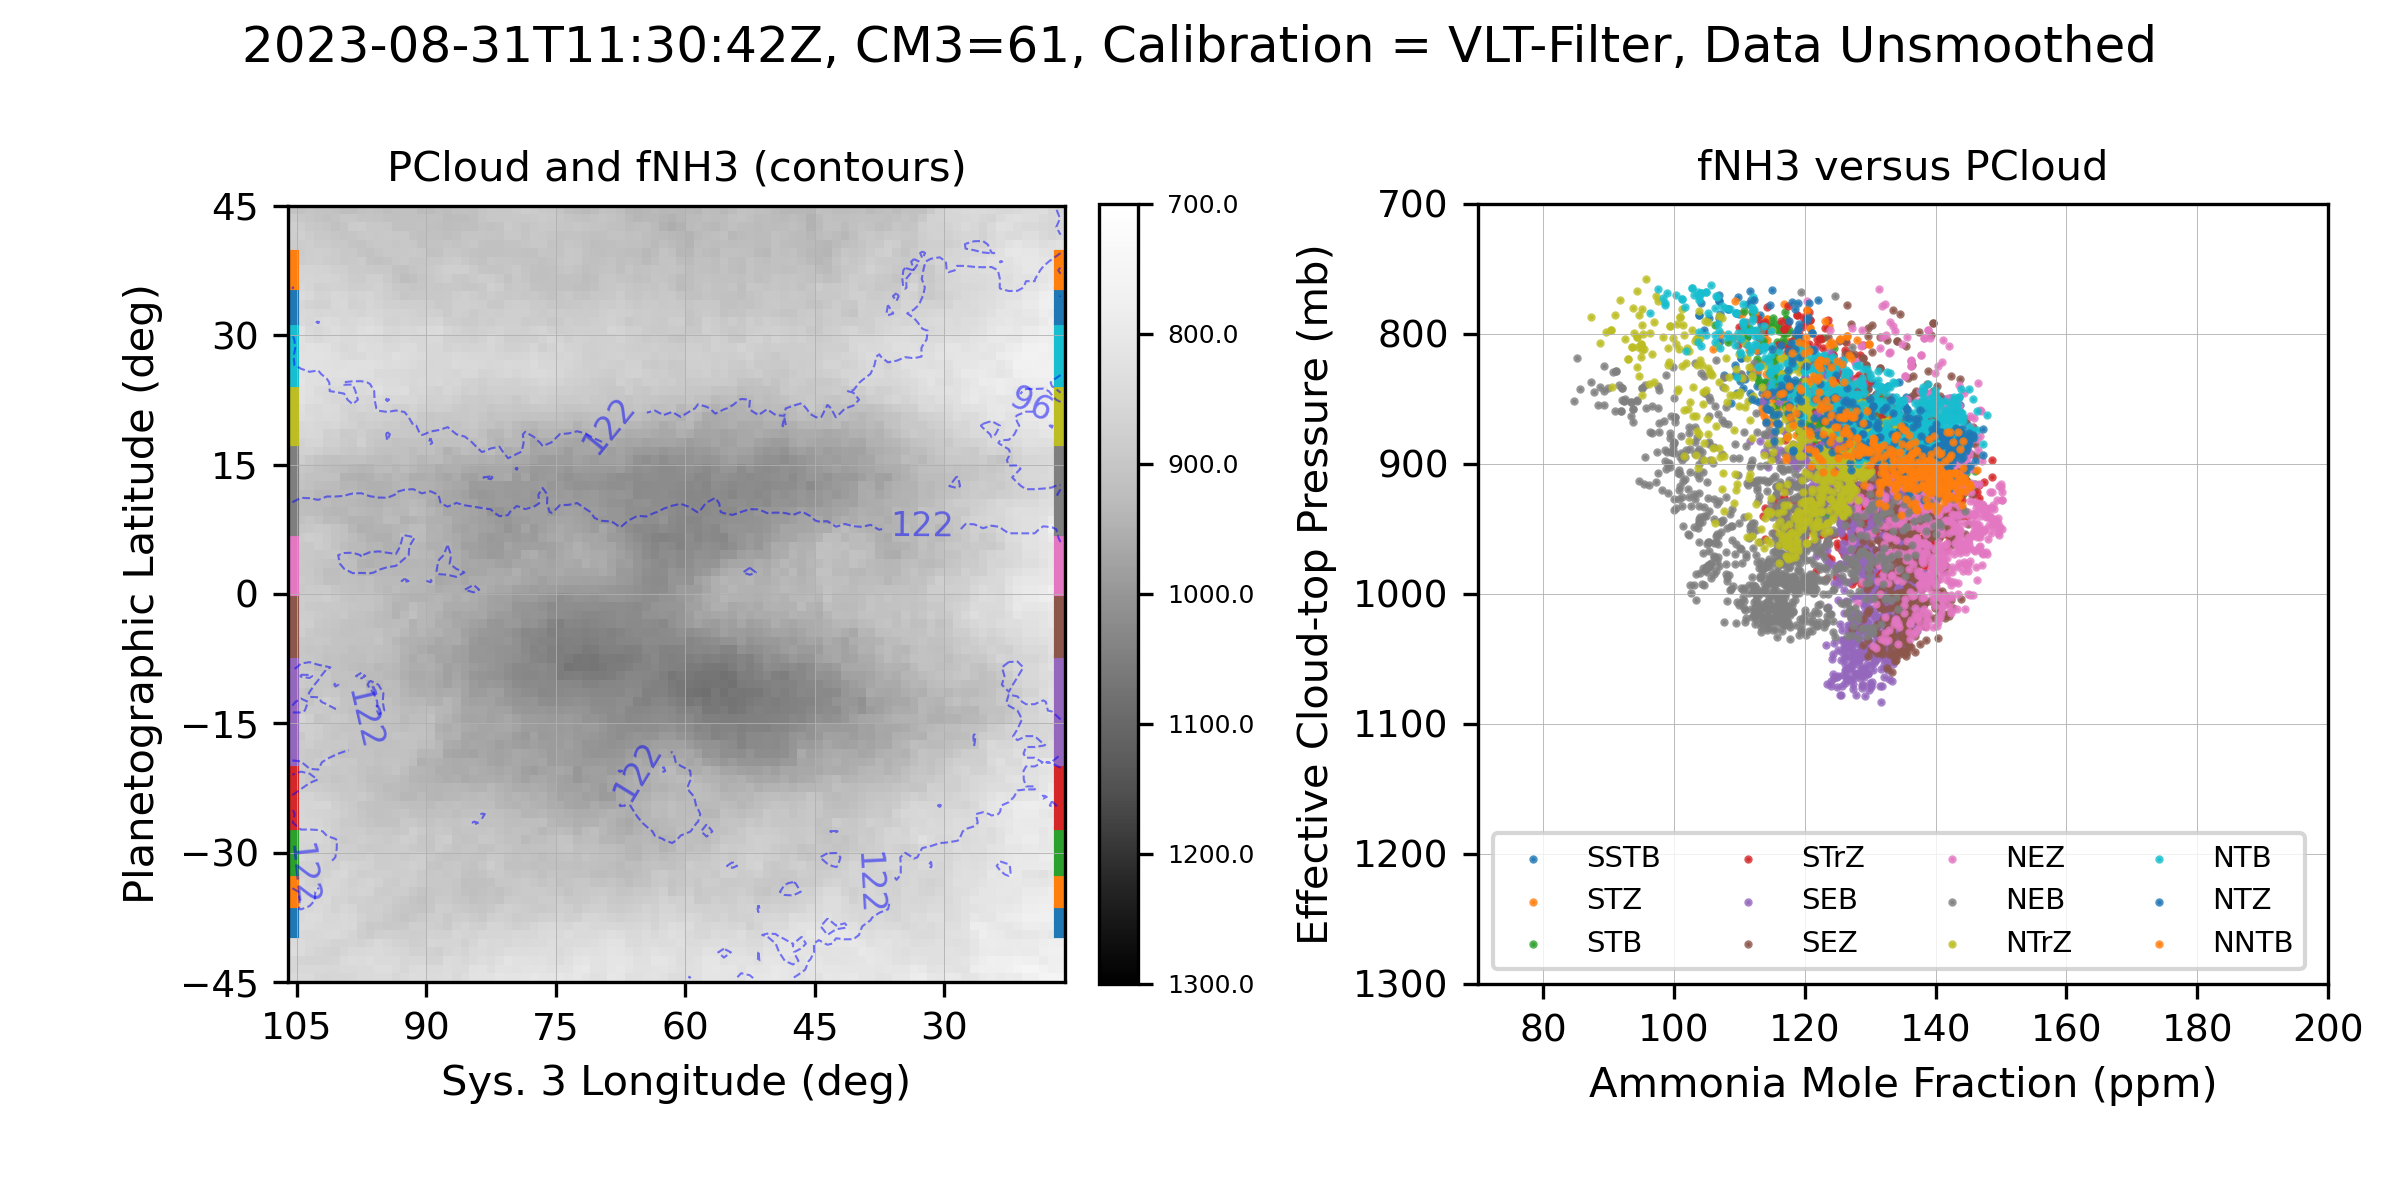 2023-08-31T11:30:42Z, CM3=61, Calibration = VLT-Filter, Data Unsmoothed
PCloud and fNH3 (contours)
Planetographic Latitude (deg)
45
30
15
0
−15
−30
−45
105 90 75 60 45 30
Sys. 3 Longitude (deg)
122
96
122
122
122
122
122
700.0
800.0
900.0
1000.0
1100.0
1200.0
1300.0
fNH3 versus PCloud
Effective Cloud-top Pressure (mb)
700
800
900
1000
1100
1200
1300
SSTB STrZ NEZ NTB
STZ SEB NEB NTZ
STB SEZ NTrZ NNTB
80 100 120 140 160 180 200
Ammonia Mole Fraction (ppm)